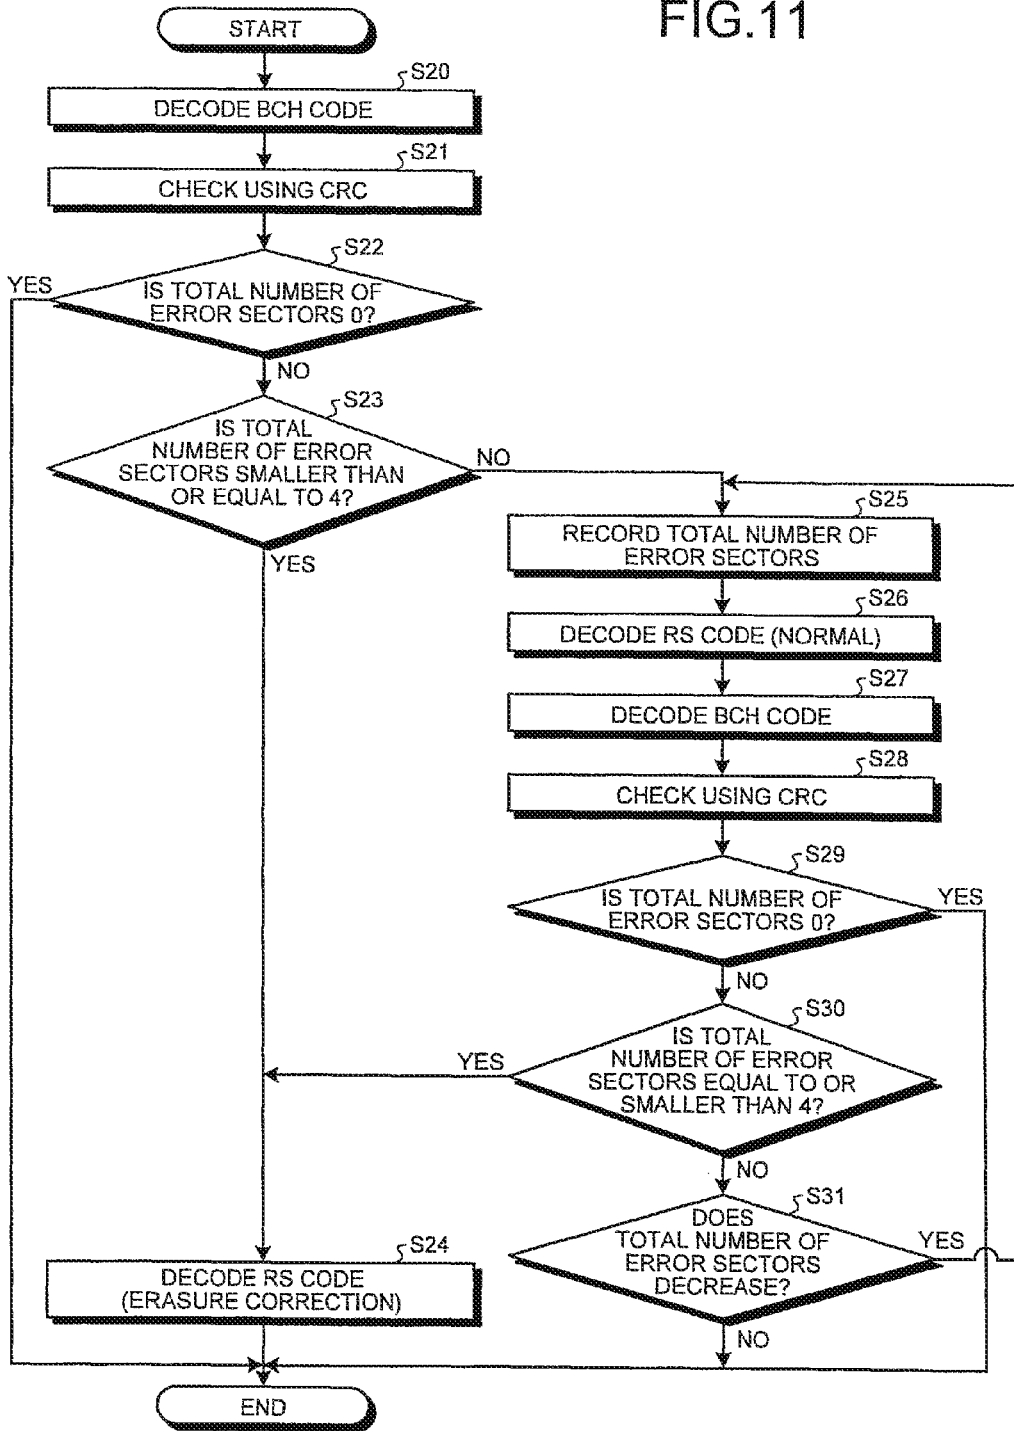 FIG.11
START
S20
DECODE BCH CODE
S21
CHECK USING CRC
S22
YES
IS TOTAL NUMBER OF
ERROR SECTORS 0?
NO
S23
IS TOTAL
NUMBER OF ERROR
SECTORS SMALLER THAN
OR EQUAL TO 4?
NO
YES
S25
RECORD TOTAL NUMBER OF
ERROR SECTORS
S26
DECODE RS CODE (NORMAL)
S27
DECODE BCH CODE
S28
CHECK USING CRC
S29
IS TOTAL NUMBER OF
ERROR SECTORS 0?
YES
NO
S30
IS TOTAL
NUMBER OF ERROR
SECTORS EQUAL TO OR
SMALLER THAN 4?
YES
NO
S31
DOES
TOTAL NUMBER OF
ERROR SECTORS
DECREASE?
YES
NO
S24
DECODE RS CODE
(ERASURE CORRECTION)
END